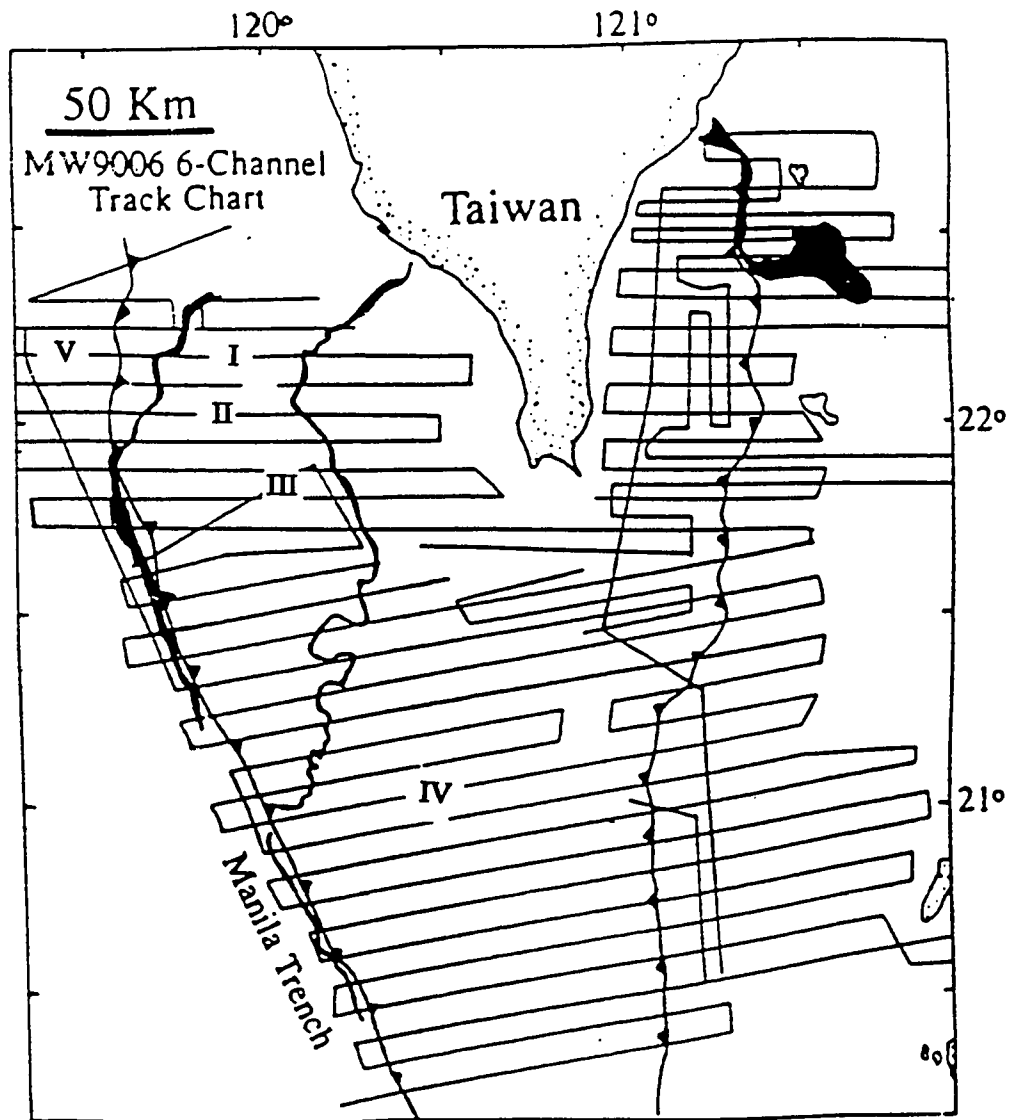 120° 121°
50 Km
MW9006 6-Channel
Track Chart
Taiwan
V I
II
22°
III
IV
21°
Manila Trench